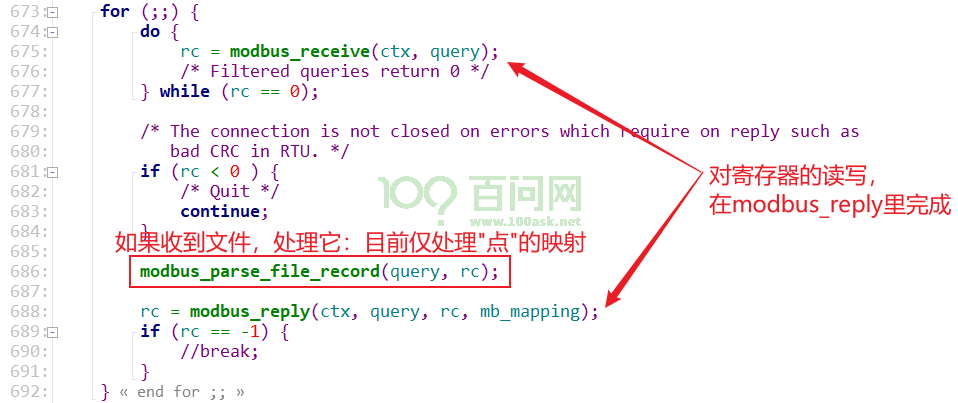 673: for (;;) {
674: do {
675: rc = modbus_receive(ctx, query);
676: /* Filtered queries return 0 */
677: } while (rc == 0);
678:
679: /* The connection is not closed on errors which require on reply such as
680: bad CRC in RTU. */
681: if (rc < 0 ) {
682: /* Quit */
683: continue;
684: }
如果收到文件，处理它：目前仅处理"点"的映射
686: modbus_parse_file_record(query, rc);
687:
688: rc = modbus_reply(ctx, query, rc, mb_mapping);
689: if (rc == -1) {
690: //break;
691: }
692: } « end for ;; »
对寄存器的读写，
在modbus_reply里完成
100 百问网
www.100ask.net